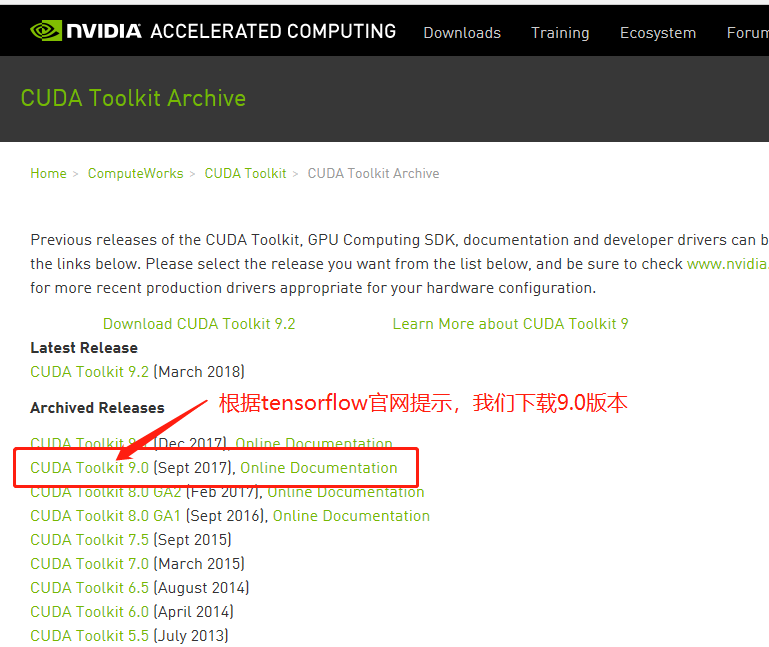 NVIDIA ACCELERATED COMPUTING Downloads Training Ecosystem Forum
CUDA Toolkit Archive
Home > ComputeWorks > CUDA Toolkit > CUDA Toolkit Archive
Previous releases of the CUDA Toolkit, GPU Computing SDK, documentation and developer drivers can b
the links below. Please select the release you want from the list below, and be sure to check www.nvidia.
for more recent production drivers appropriate for your hardware configuration.
Download CUDA Toolkit 9.2 Learn More about CUDA Toolkit 9
Latest Release
CUDA Toolkit 9.2 (March 2018)
根据tensorflow官网提示，我们下载9.0版本
Archived Releases
CUDA Toolkit (Dec 2017), Online Documentation
CUDA Toolkit 9.0 (Sept 2017), Online Documentation
CUDA Toolkit 8.0 GA2 (Feb 2017), Online Documentation
CUDA Toolkit 8.0 GA1 (Sept 2016), Online Documentation
CUDA Toolkit 7.5 (Sept 2015)
CUDA Toolkit 7.0 (March 2015)
CUDA Toolkit 6.5 (August 2014)
CUDA Toolkit 6.0 (April 2014)
CUDA Toolkit 5.5 (July 2013)